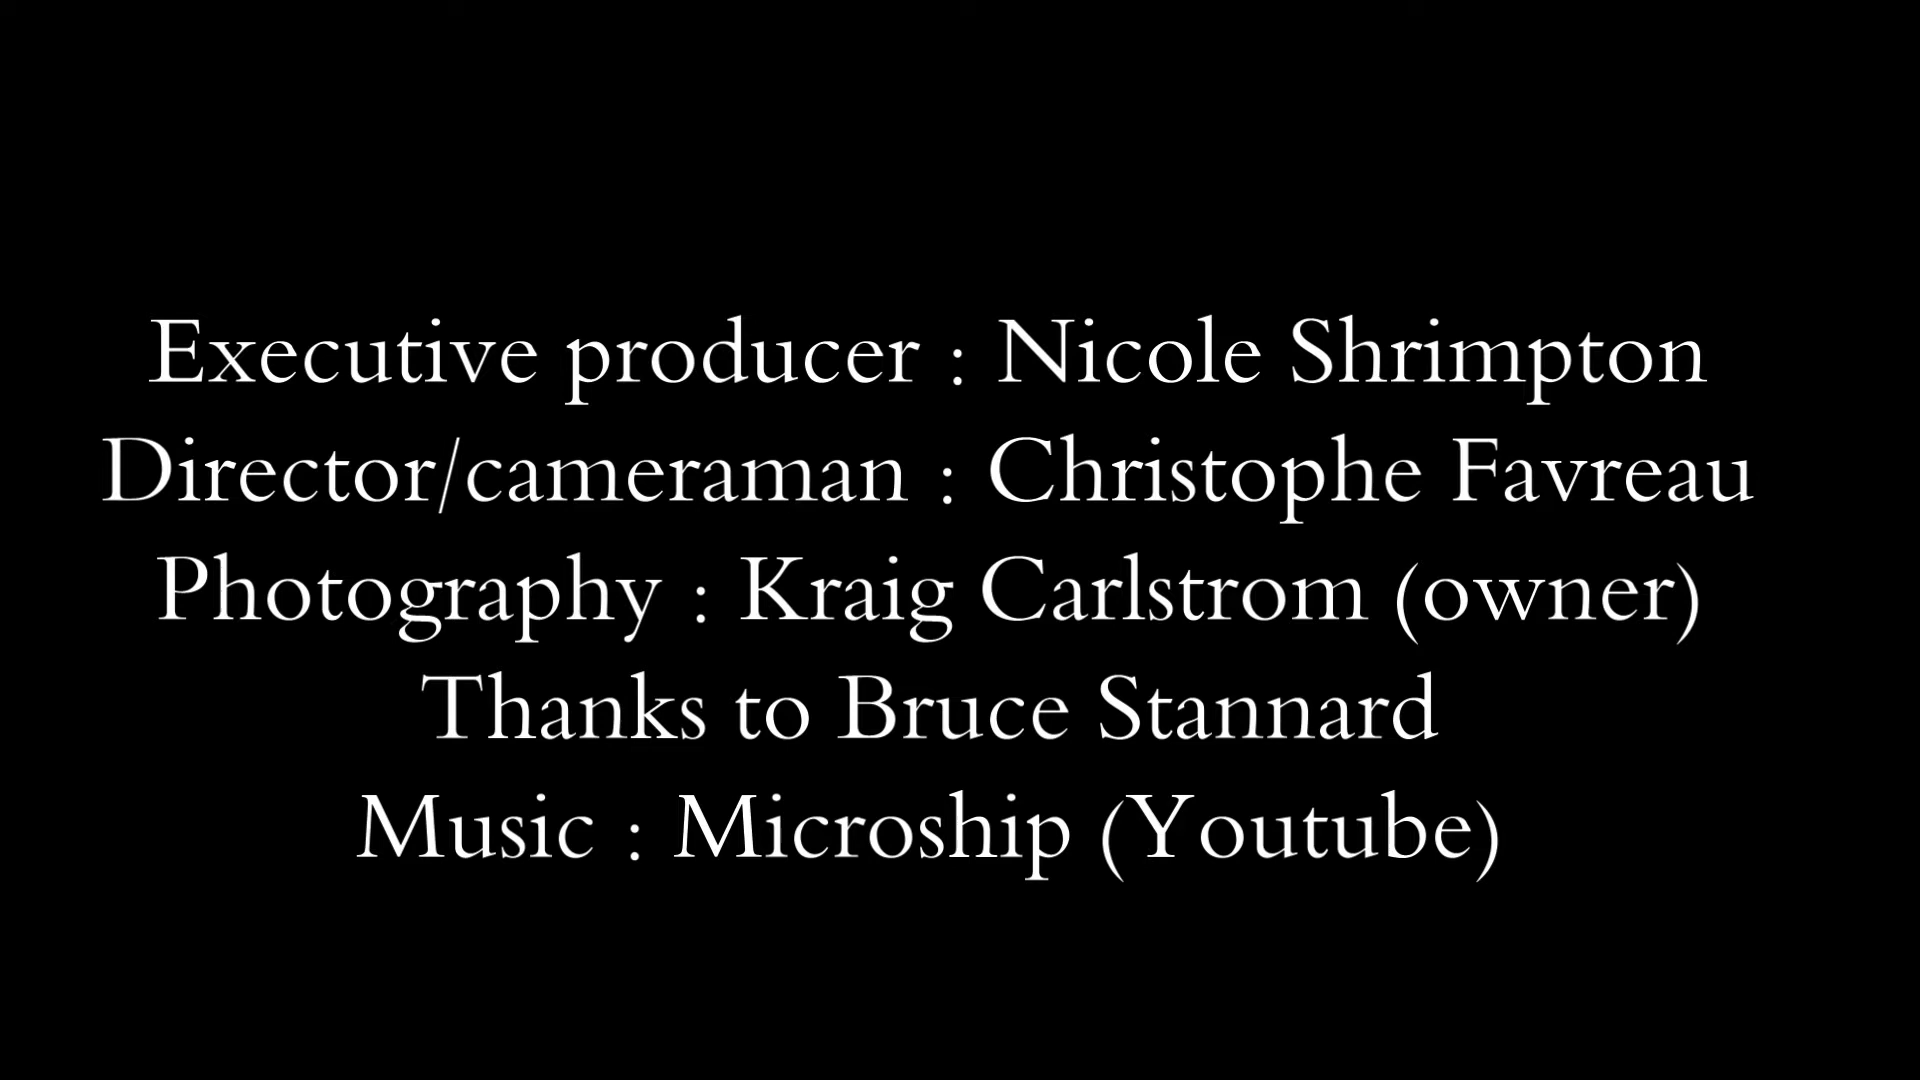 Executive producer : Nicole Shrimpton
Director/cameraman : Christophe Favreau
Photography : Kraig Carlstrom (owner)
Thanks to Bruce Stannard
Music : Microship (Youtube)